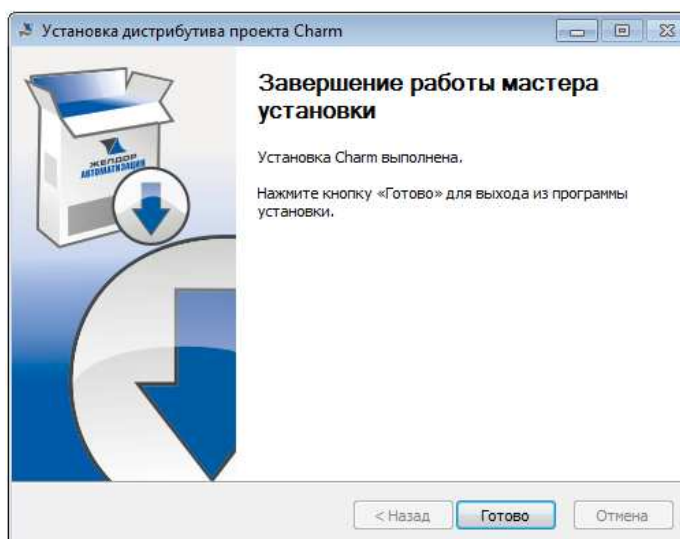 Установка дистрибутива проекта Charm
Завершение работы мастера
установки
ЖЕЛДОР
АВТОМАТИЗАЦИЯ
Установка Charm выполнена.
Нажмите кнопку «Готово» для выхода из программы
установки.
< Назад
Готово
Отмена